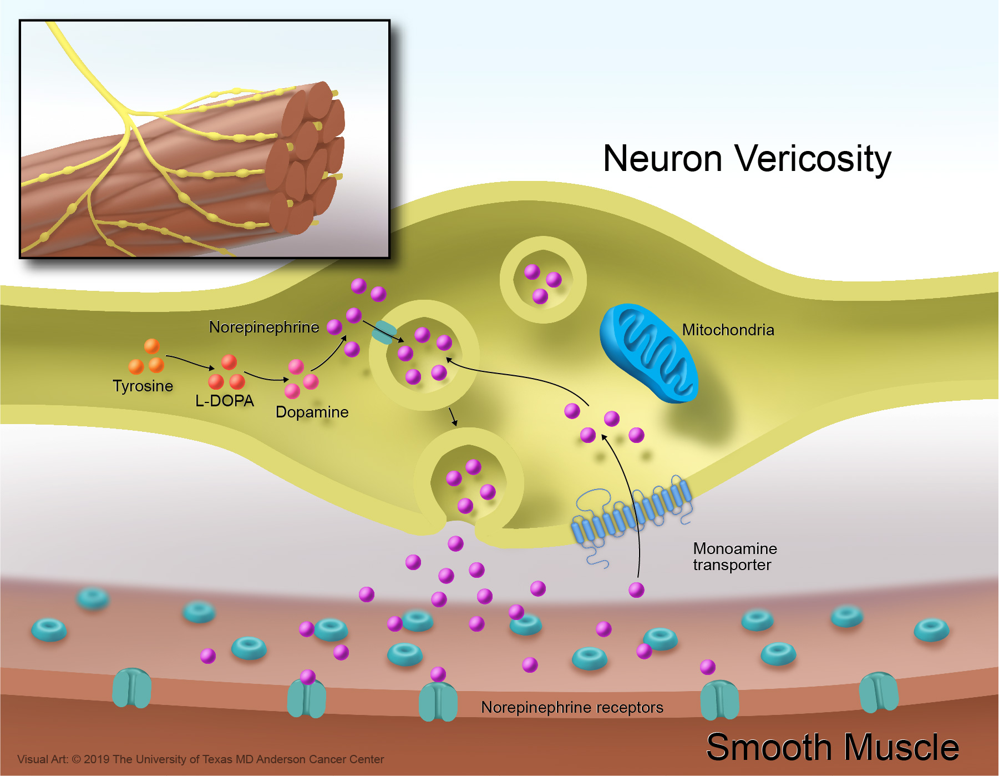 Neuron Vericosity
Norepinephrine
Mitochondria
Tyrosine
L-DOPA
Dopamine
Monoamine
transporter
Norepinephrine receptors
Smooth Muscle
Visual Art: © 2019 The University of Texas MD Anderson Cancer Center